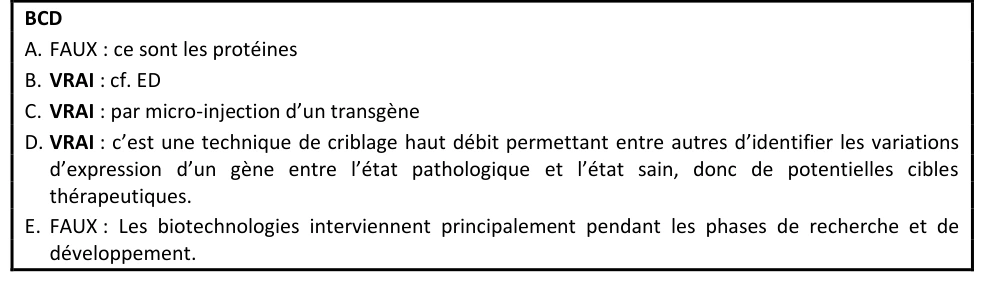 BCD
A. FAUX : ce sont les protéines
B. VRAI : cf. ED
C. VRAI : par micro-injection d’un transgène
D. VRAI : c’est une technique de criblage haut débit permettant entre autres d’identifier les variations
d’expression d’un gène entre l’état pathologique et l’état sain, donc de potentielles cibles
thérapeutiques.
E. FAUX : Les biotechnologies interviennent principalement pendant les phases de recherche et de
développement.